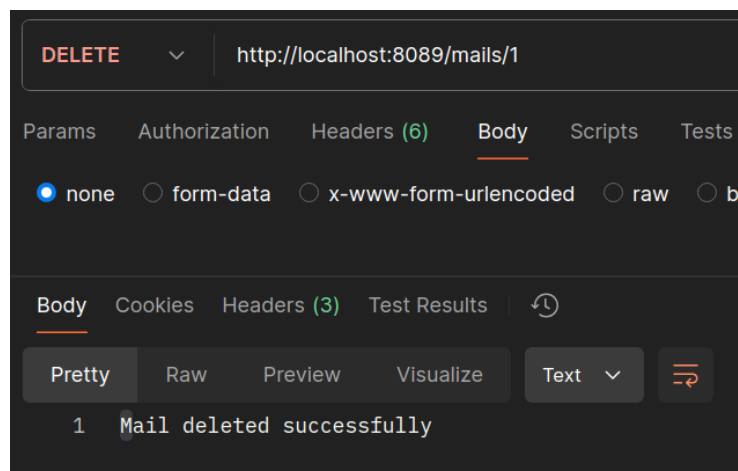 DELETE http://localhost:8089/mails/1
Params Authorization Headers (6) Body Scripts Tests
none form-data x-www-form-urlencoded raw b
Body Cookies Headers (3) Test Results
Pretty Raw Preview Visualize Text
1 Mail deleted successfully